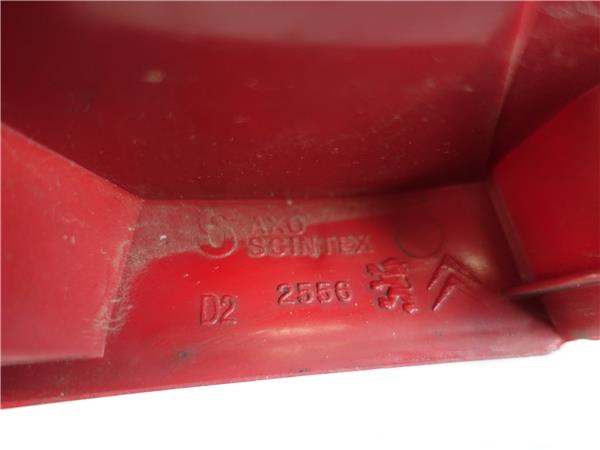 S AXO
SCINTEX
D2 2556